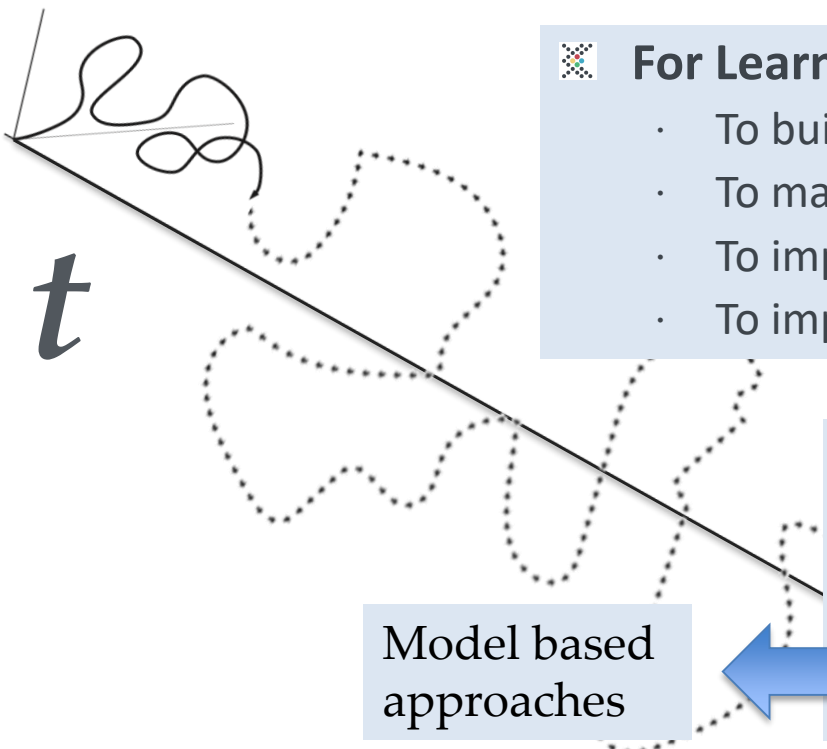 For Learn
· To bui
· To ma
· To imp
· To imp
t
Model based
approaches